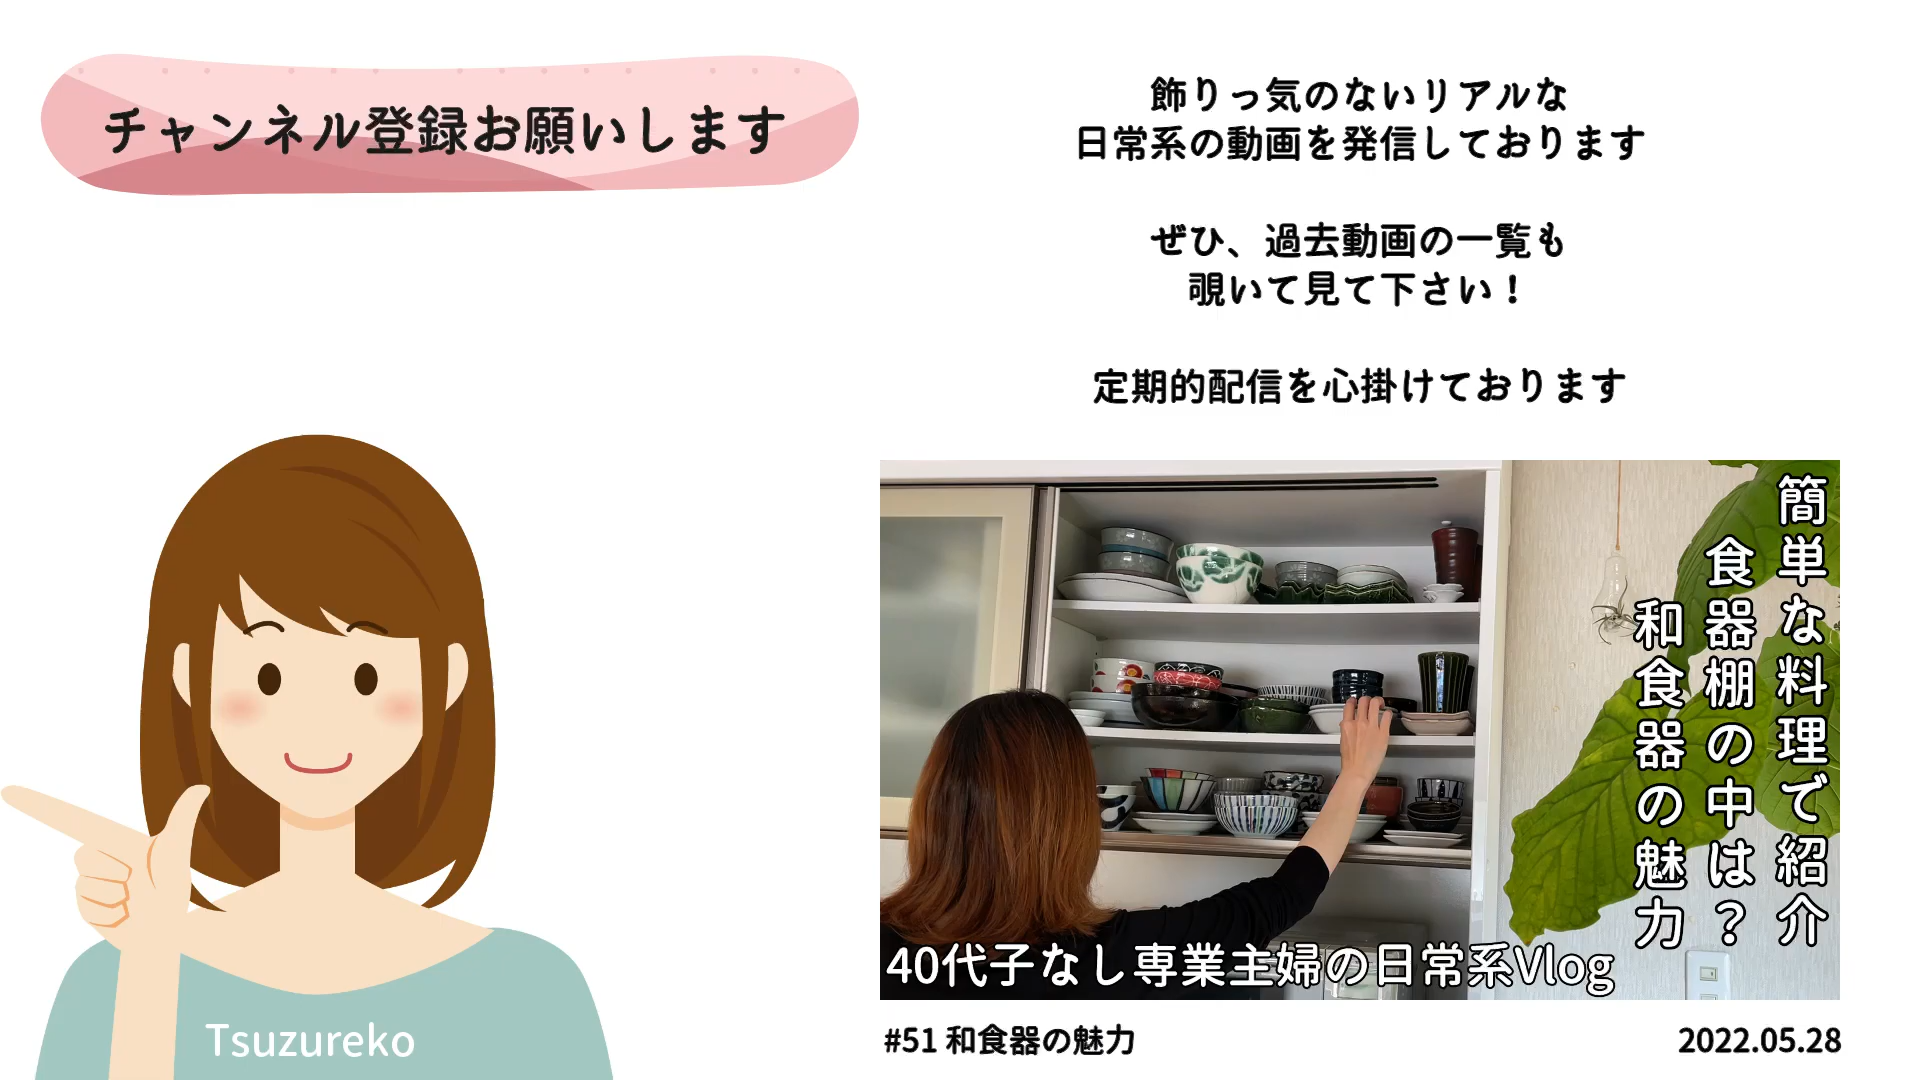 チャンネル登録お願いします
飾りっ気のないリアルな
日常系の動画を発信しております
ぜひ、過去動画の一覧も
覗いて見て下さい！
定期的配信を心掛けております
簡単な料理で紹介
食器棚の中は？
和食器の魅力
40代子なし専業主婦の日常系Vlog
#51 和食器の魅力
2022.05.28
Tsuzureko